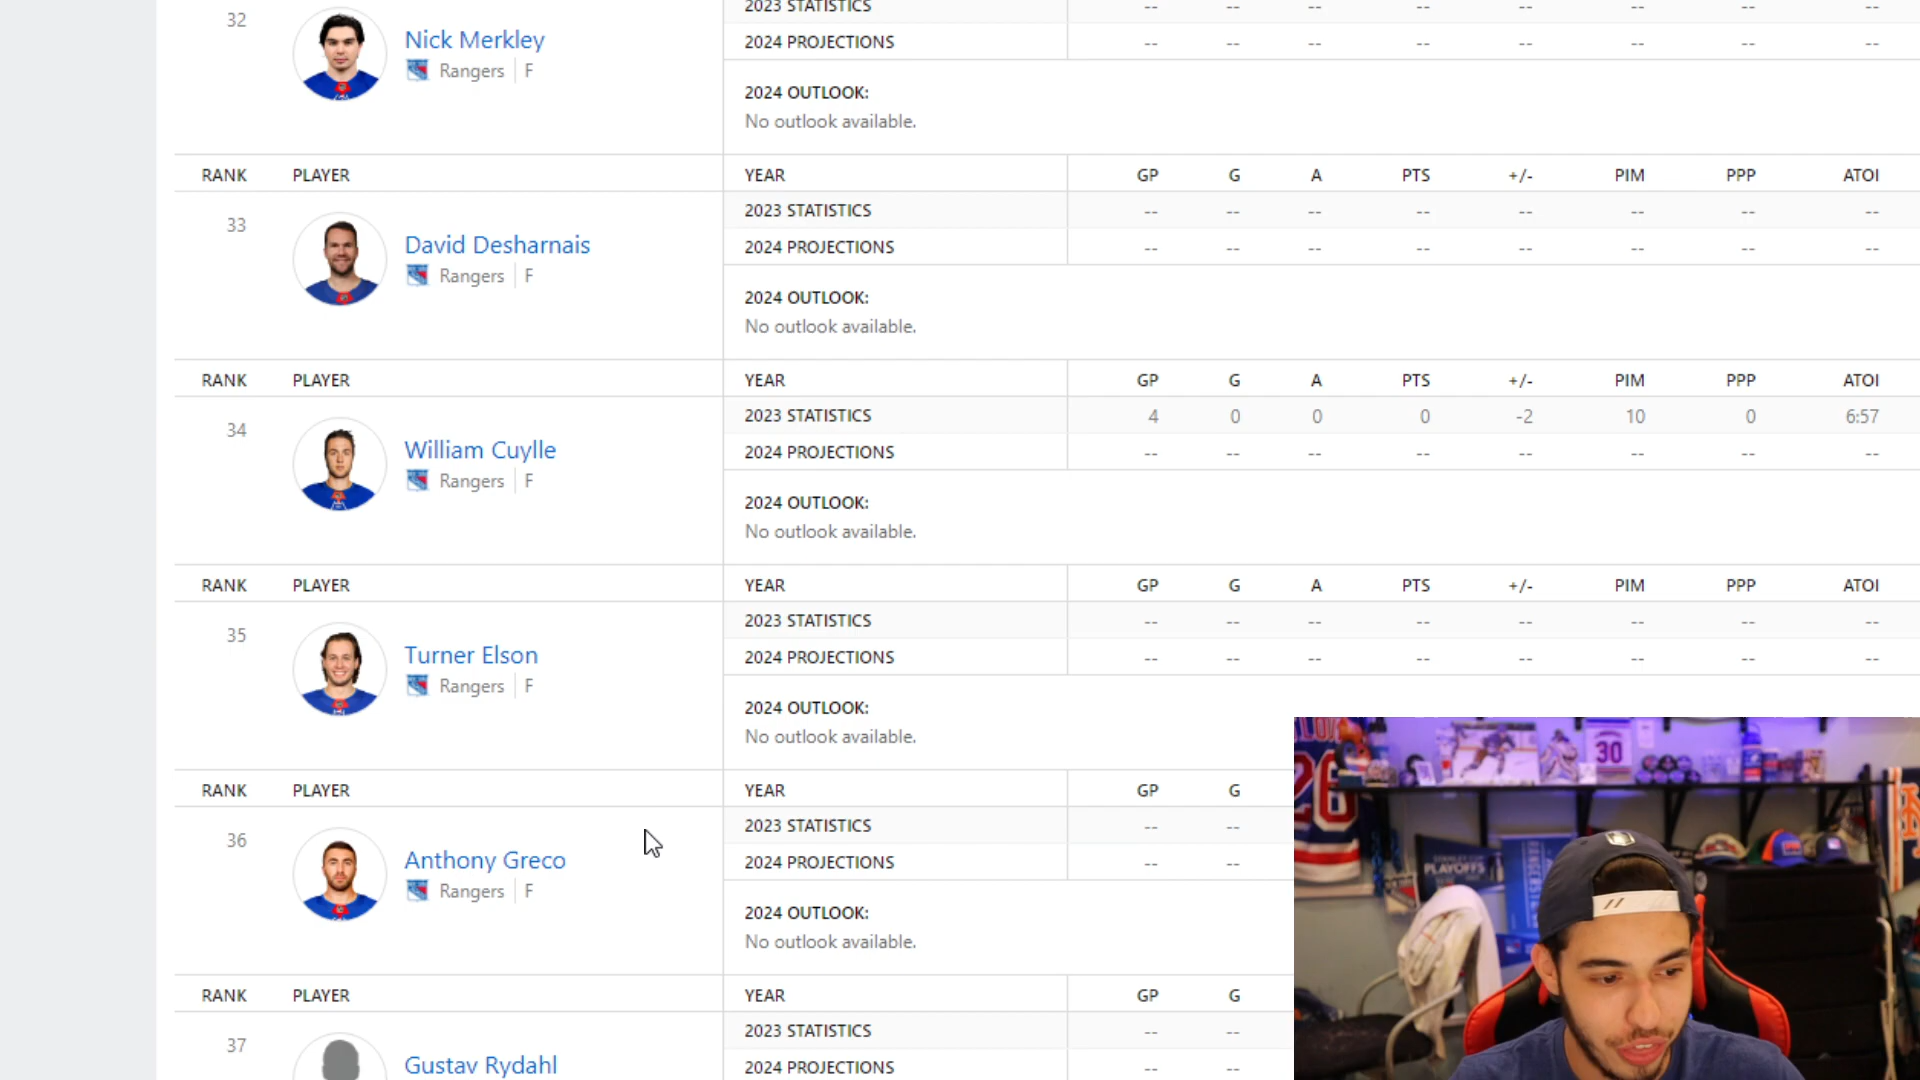 2023 STATISTICS -- -- -- -- -- -- -- --
32
Nick Merkley
2024 PROJECTIONS -- -- -- -- -- -- -- --
Rangers F
2024 OUTLOOK:
No outlook available.
RANK PLAYER YEAR GP G A PTS +/- PIM PPP ATOI
33
2023 STATISTICS -- -- -- -- -- -- -- --
David Desharnais
2024 PROJECTIONS -- -- -- -- -- -- -- --
Rangers F
2024 OUTLOOK:
No outlook available.
RANK PLAYER YEAR GP G A PTS +/- PIM PPP ATOI
34
2023 STATISTICS 4 0 0 0 -2 10 0 6:57
William Cuylle
2024 PROJECTIONS -- -- -- -- -- -- -- --
Rangers F
2024 OUTLOOK:
No outlook available.
RANK PLAYER YEAR GP G A PTS +/- PIM PPP ATOI
35
2023 STATISTICS -- -- -- -- -- -- -- --
Turner Elson
2024 PROJECTIONS -- -- -- -- -- -- -- --
Rangers F
2024 OUTLOOK:
No outlook available.
RANK PLAYER YEAR GP G
36
2023 STATISTICS -- --
Anthony Greco
2024 PROJECTIONS -- --
Rangers F
2024 OUTLOOK:
No outlook available.
RANK PLAYER YEAR GP G
37
2023 STATISTICS -- --
Gustav Rydahl
2024 PROJECTIONS -- --
30
26
PLAYOFFS